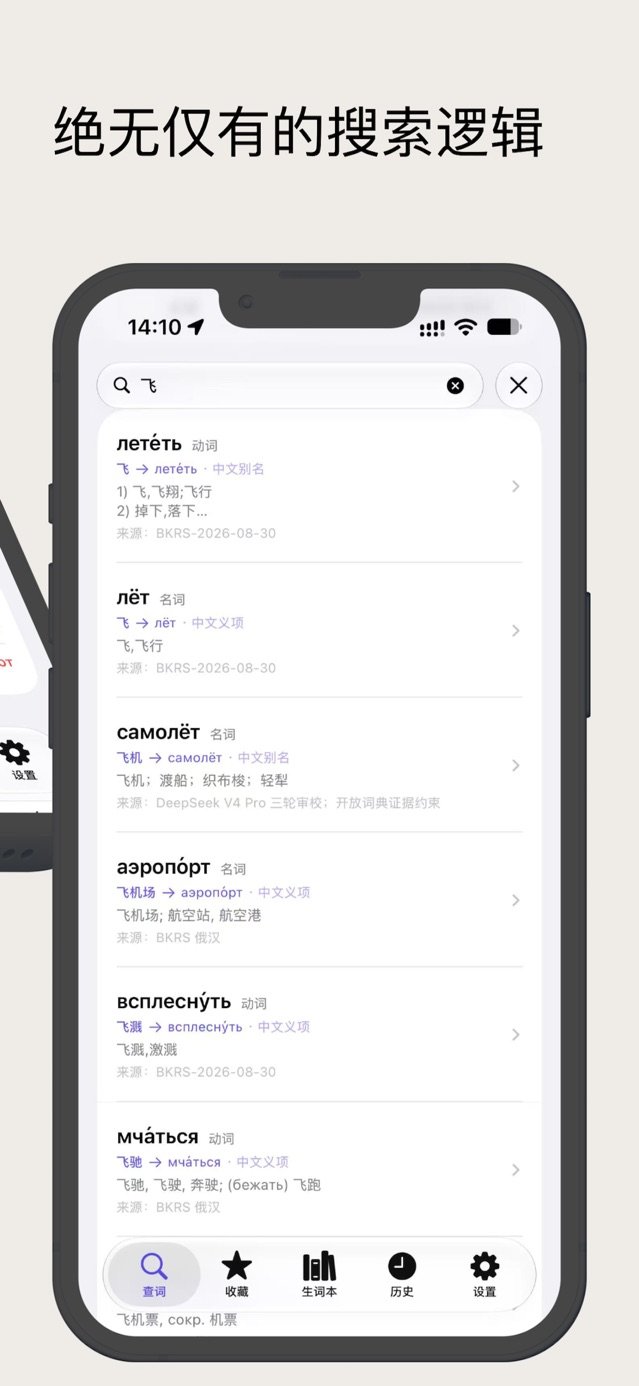 绝无仅有的搜索逻辑
14:10
飞
лете́ть 动词
飞 → лете́ть · 中文别名
1) 飞,飞翔;飞行
2) 掉下,落下...
来源：BKRS-2026-08-30
лёт 名词
飞 → лёт · 中文义项
飞,飞行
来源：BKRS-2026-08-30
самолёт 名词
飞机 → самолёт · 中文别名
飞机；渡船；织布梭；轻犁
来源：DeepSeek V4 Pro 三轮审校；开放词典证据约束
аэропо́рт 名词
飞机场 → аэропо́рт · 中文义项
飞机场; 航空站, 航空港
来源：BKRS 俄汉
всплесну́ть 动词
飞溅 → всплесну́ть · 中文义项
飞溅,激溅
来源：BKRS-2026-08-30
мча́ться 动词
飞驰 → мча́ться · 中文义项
飞驰, 飞驶, 奔驶; (бежать) 飞跑
来源：BKRS 俄汉
飞机票, сокр. 机票
查词
收藏
生词本
历史
设置
от
设置